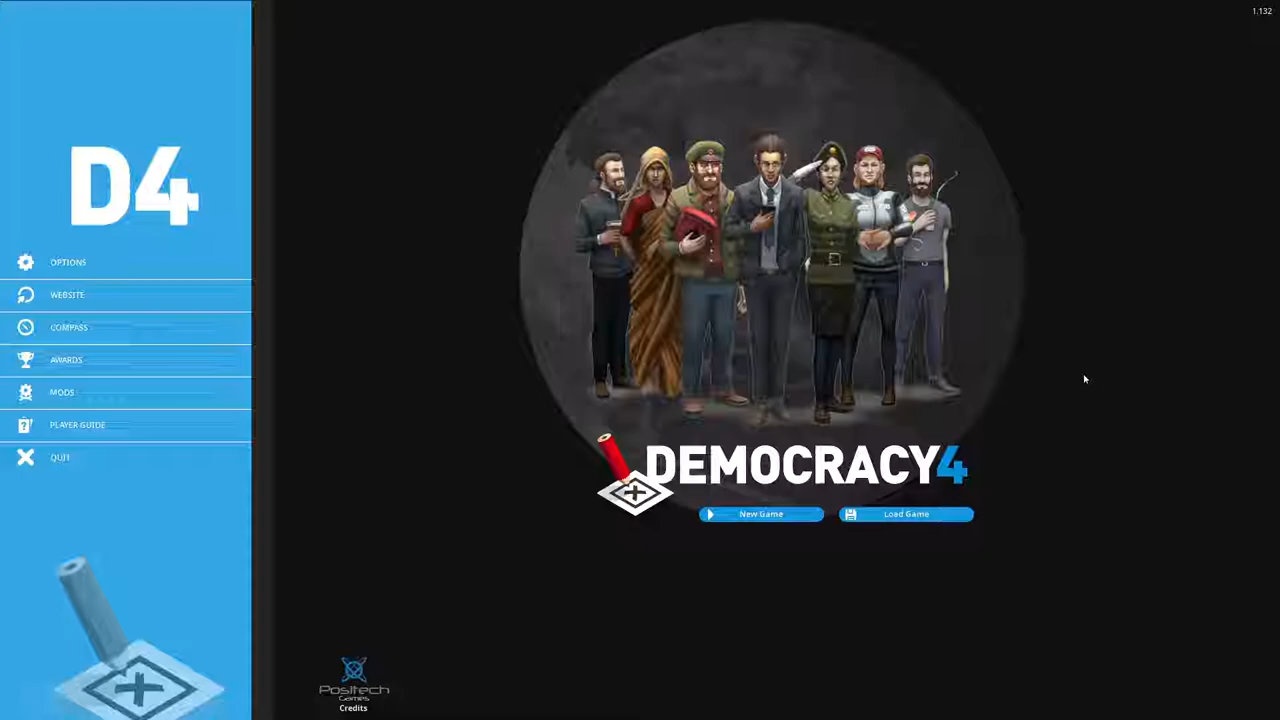 1.132
D4
OPTIONS
WEBSITE
COMPASS
AWARDS
MODS
PLAYER GUIDE
QUIT
DEMOCRACY4
New Game
Load Game
Positech
Games
Credits